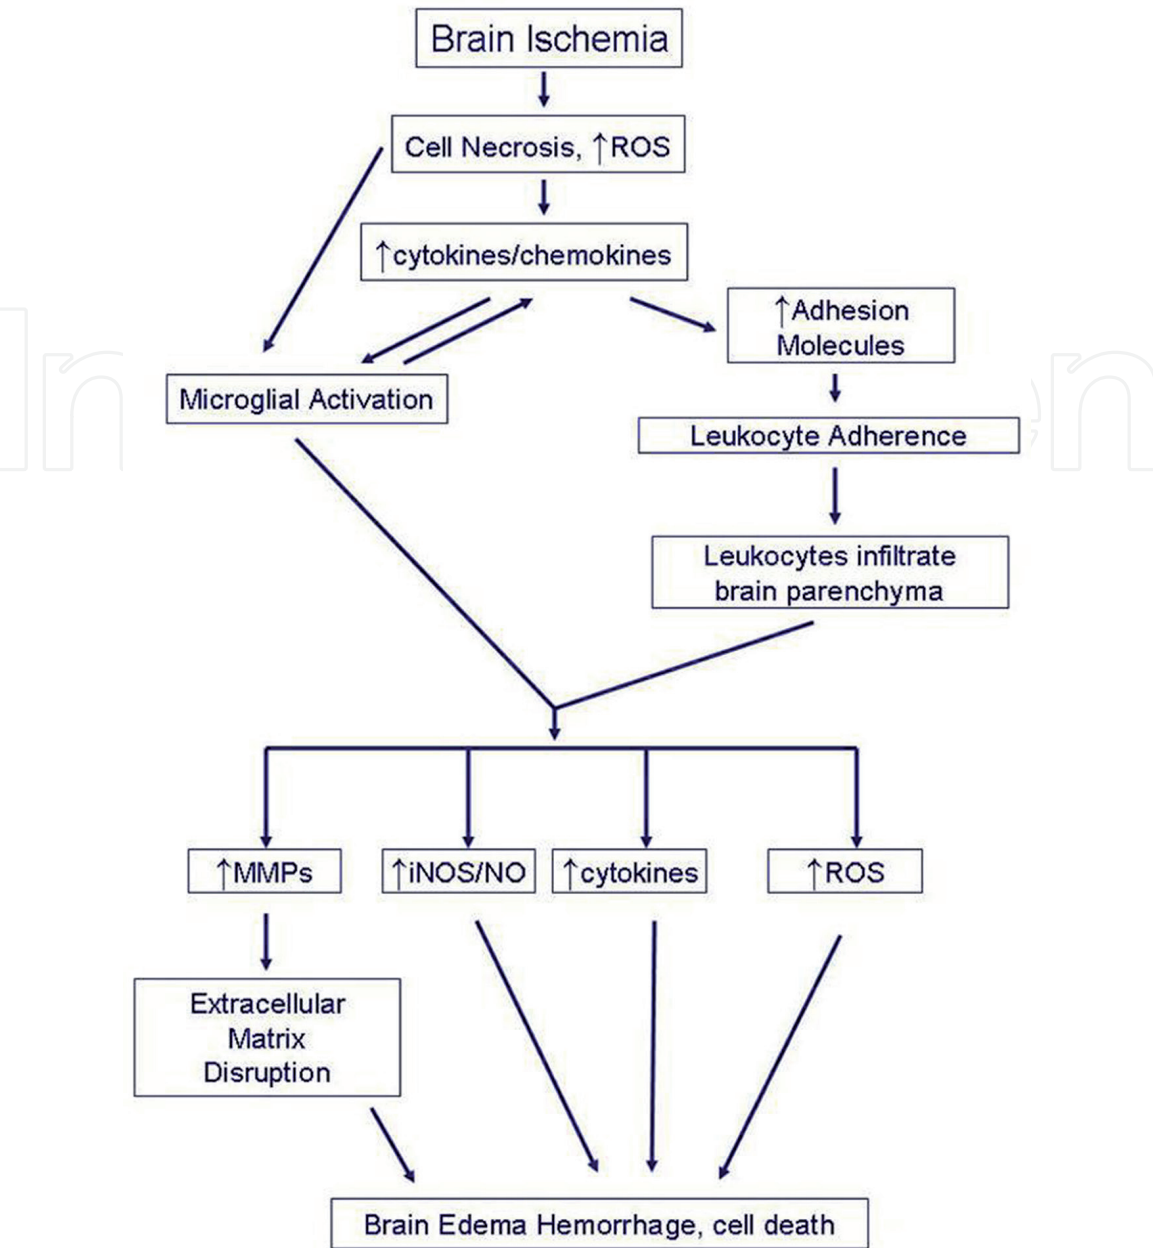 Brain Ischemia
Cell Necrosis, ↑ROS
↑cytokines/chemokines
↑Adhesion
Molecules
Microglial Activation
Leukocyte Adherence
Leukocytes infiltrate
brain parenchyma
↑MMPs
↑iNOS/NO
↑cytokines
↑ROS
Extracellular
Matrix
Disruption
Brain Edema Hemorrhage, cell death